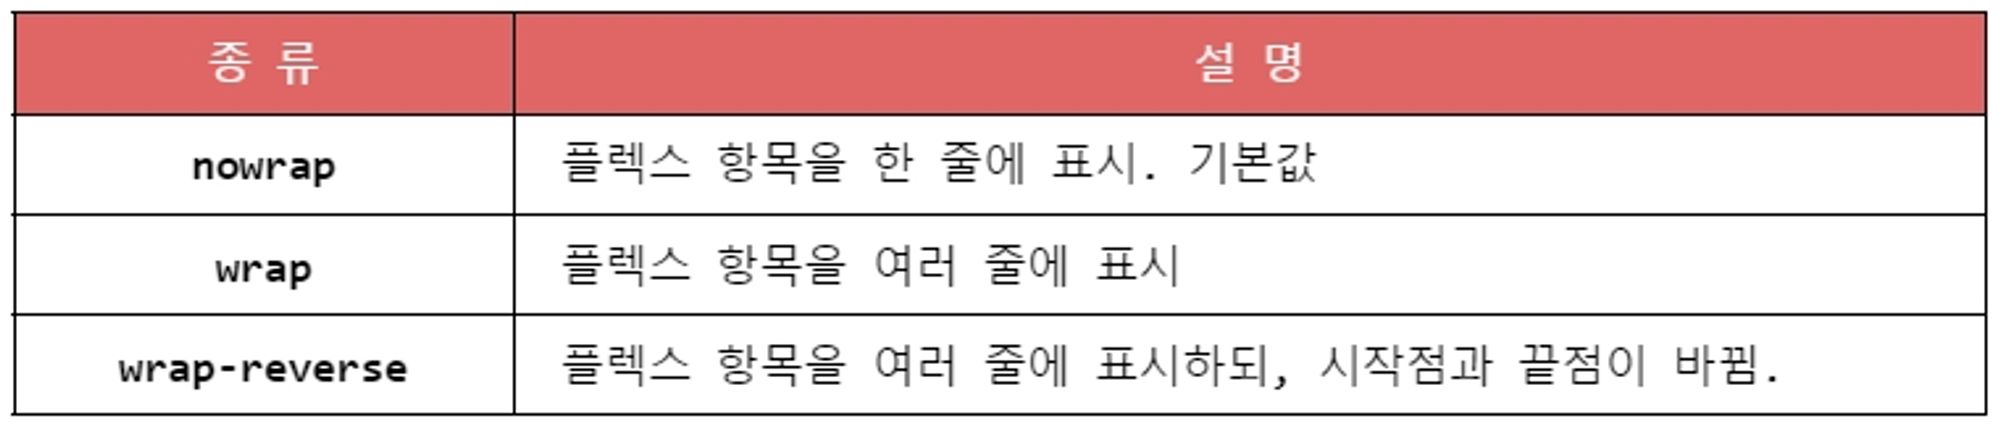 종 류 설 명
nowrap 플렉스 항목을 한 줄에 표시. 기본값
wrap 플렉스 항목을 여러 줄에 표시
wrap-reverse 플렉스 항목을 여러 줄에 표시하되, 시작점과 끝점이 바뀜.